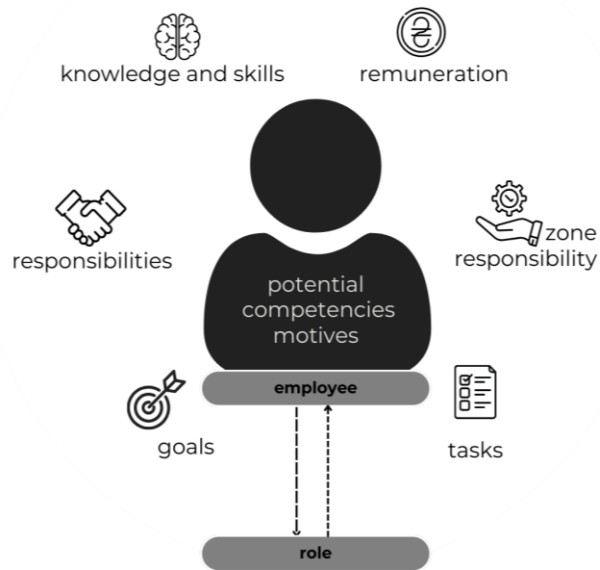 knowledge and skills
remuneration
responsibilities
zone
responsibility
potential
competencies
motives
employee
goals
tasks
role